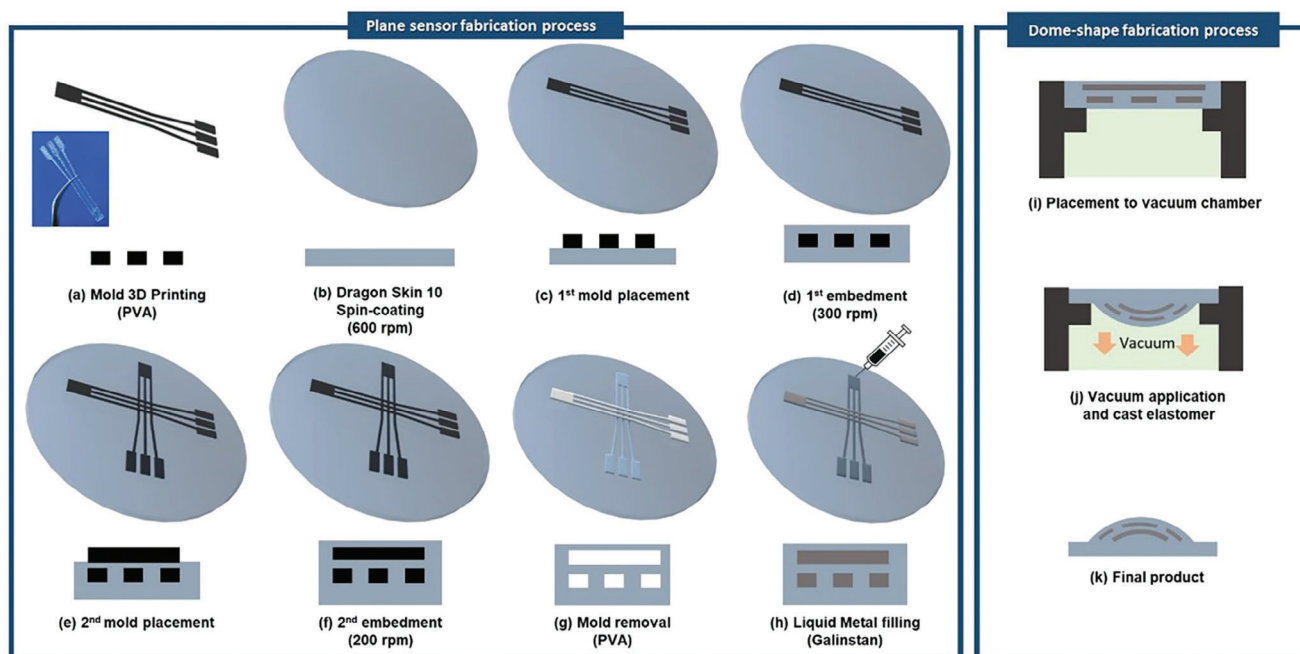 Plane sensor fabrication process
(a) Mold 3D Printing
(PVA)
(b) Dragon Skin 10
Spin-coating
(600 rpm)
(c) 1st mold placement
(d) 1st embedment
(300 rpm)
(e) 2nd mold placement
(f) 2nd embedment
(200 rpm)
(g) Mold removal
(PVA)
(h) Liquid Metal filling
(Galinstan)
Dome-shape fabrication process
(i) Placement to vacuum chamber
Vacuum
(j) Vacuum application
and cast elastomer
(k) Final product